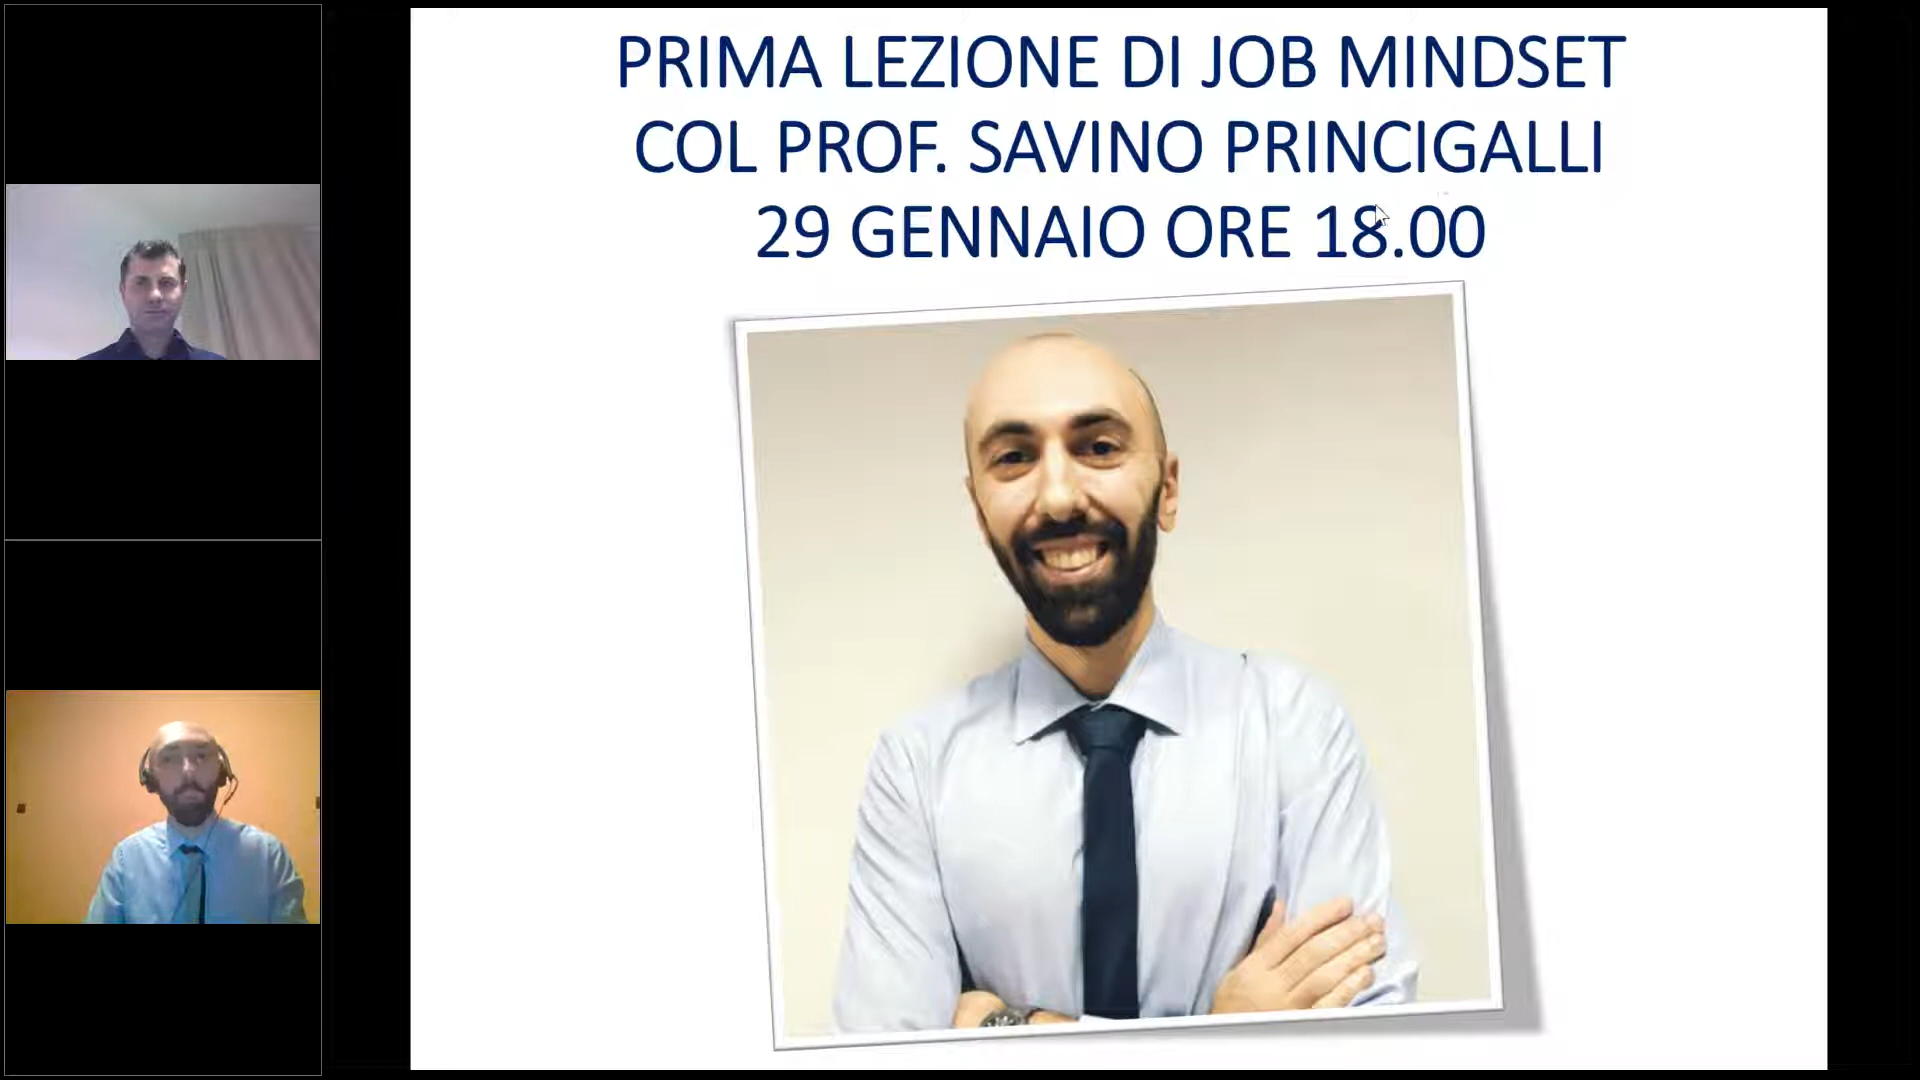 PRIMA LEZIONE DI JOB MINDSET
COL PROF. SAVINO PRINCIGALLI
29 GENNAIO ORE 18.00